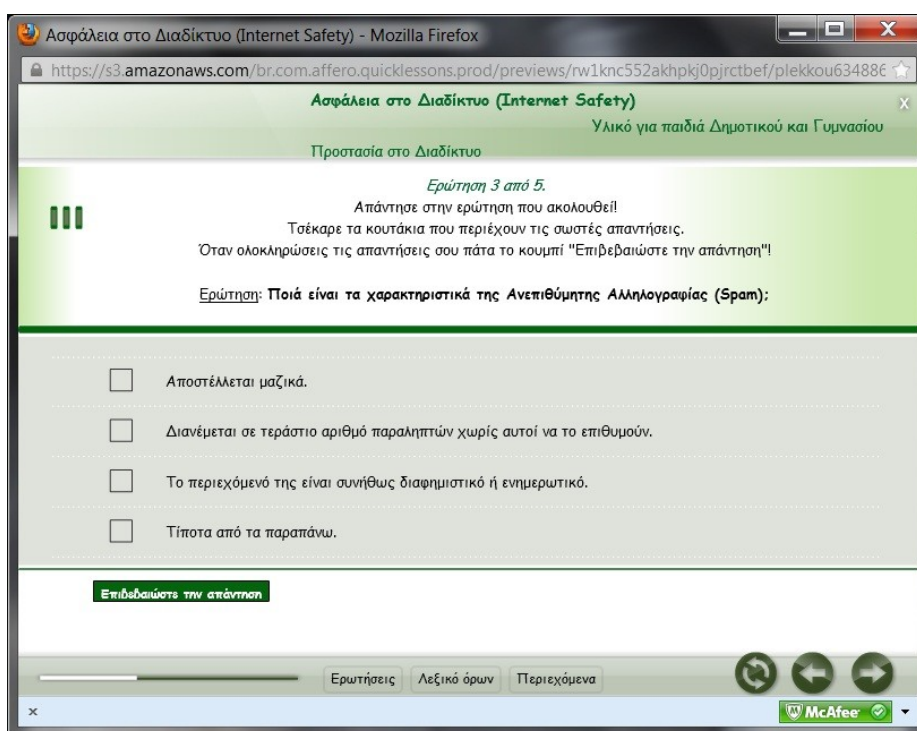 Ασφάλεια στο Διαδίκτυο (Internet Safety) - Mozilla Firefox
https://s3.amazonaws.com/br.com.affero.quicklessons.prod/previews/rw1knc552akhpkj0pjrctbef/plekkou634886
Ασφάλεια στο Διαδίκτυο (Internet Safety)
Υλικό για παιδιά Δημοτικού και Γυμνασίου
Προστασία στο Διαδίκτυο
Ερώτηση 3 από 5.
Απάντησε στην ερώτηση που ακολουθεί!
Τσέκαρε τα κουτάκια που περιέχουν τις σωστές απαντήσεις.
Όταν ολοκληρώσεις τις απαντήσεις σου πάτα το κουμπί "Επιβεβαιώστε την απάντηση"!
Ερώτηση: Ποιά είναι τα χαρακτηριστικά της Ανεπιθύμητης Αλληλογραφίας (Spam);
Αποστέλλεται μαζικά.
Διανέμεται σε τεράστιο αριθμό παραληπτών χωρίς αυτοί να το επιθυμούν.
Το περιεχόμενό της είναι συνήθως διαφημιστικό ή ενημερωτικό.
Τίποτα από τα παραπάνω.
Επιβεβαιώστε την απάντηση
Ερωτήσεις Λεξικό όρων Περιεχόμενα
McAfee